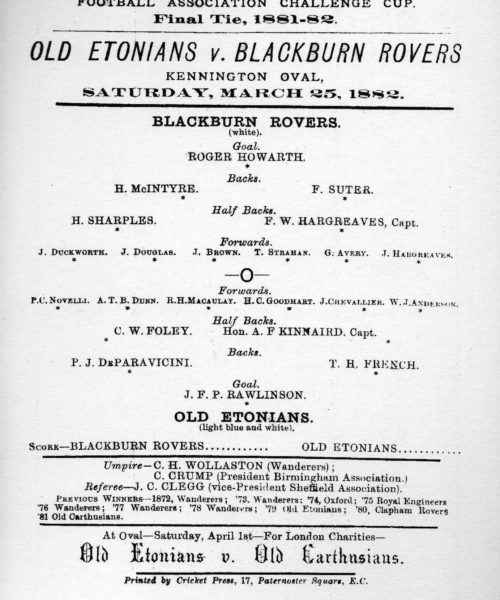 FOOTBALL ASSOCIATION CHALLENGE CUP.
Final Tie, 1881-82.
OLD ETONIANS v. BLACKBURN ROVERS
KENNINGTON OVAL,
SATURDAY, MARCH 25, 1882.
BLACKBURN ROVERS.
(white).
Goal.
ROGER HOWARTH.
Backs.
H. McINTYRE. F. SUTER.
Half Backs
H. SHARPLES. F. W. HARGREAVES, Capt.
Forwards.
J. Duckworth. J. Douglas. J. Brown. T. Strahan. G. Avery. J. Hargreaves.
—O—
Forwards.
P.C. Novelli. A. T. B. Dunn. R.H. Macaulay. H. C. Goodhart. J. Chevallier. W. J. Anderson.
Half Backs.
C. W. FOLEY. Hon. A. F KINNAIRD. Capt.
Backs.
P. J. DePARAVICINI. T. H. FRENCH.
Goal.
J. F. P. RAWLINSON.
OLD ETONIANS.
(light blue and white).
Score—BLACKBURN ROVERS............ OLD ETONIANS............
Umpire—C. H. WOLLASTON (Wanderers);
C. CRUMP (President Birmingham Association.)
Referee—J. C. CLEGG (vice-President Sheffield Association).
Previous Winners—1872, Wanderers; '73, Wanderers: '74, Oxford; '75 Royal Engineers
'76 Wanderers; '77 Wanderers; '78 Wanderers; '79 Old Etonians; '80, Clapham Rovers
'81 Old Carthusians.
At Oval—Saturday, April 1st—For London Charities—
Old Etonians v. Old Carthusians.
Printed by Cricket Press, 17, Paternoster Square, E.C.